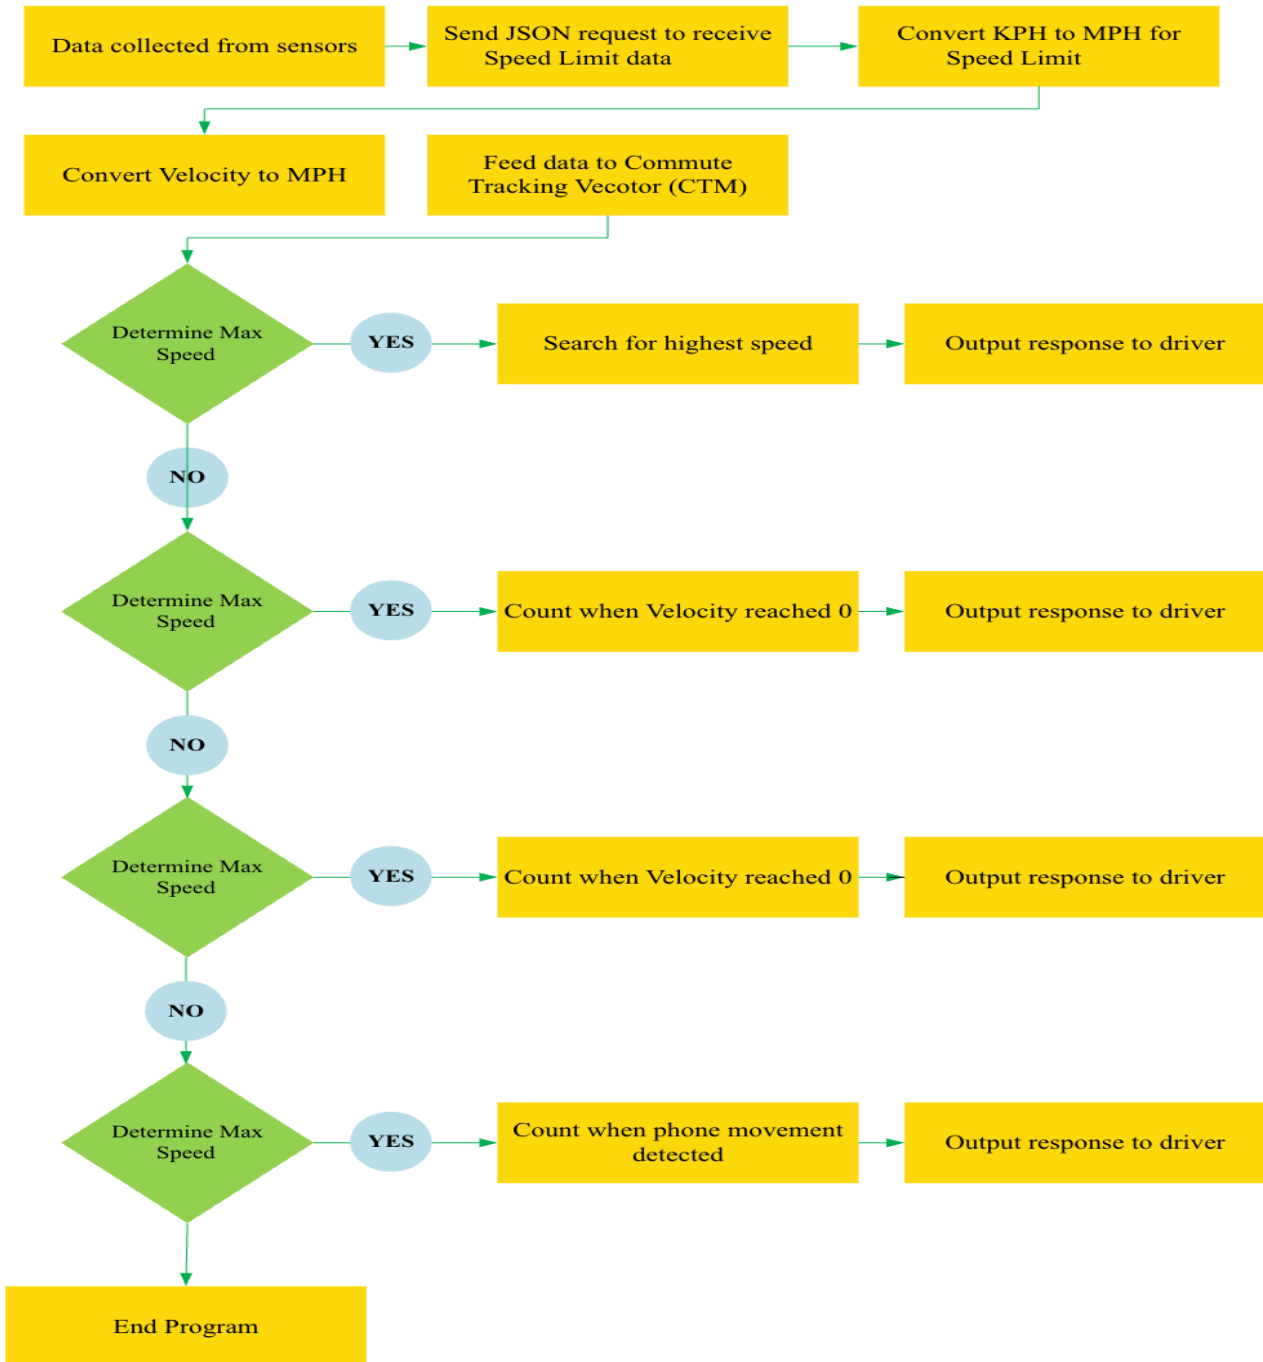 Data collected from sensors
Send JSON request to receive
Speed Limit data
Convert KPH to MPH for
Speed Limit
Convert Velocity to MPH
Feed data to Commute
Tracking Vecotor (CTM)
Determine Max
Speed
YES
Search for highest speed
Output response to driver
NO
Determine Max
Speed
YES
Count when Velocity reached 0
Output response to driver
NO
Determine Max
Speed
YES
Count when Velocity reached 0
Output response to driver
NO
Determine Max
Speed
YES
Count when phone movement
detected
Output response to driver
End Program